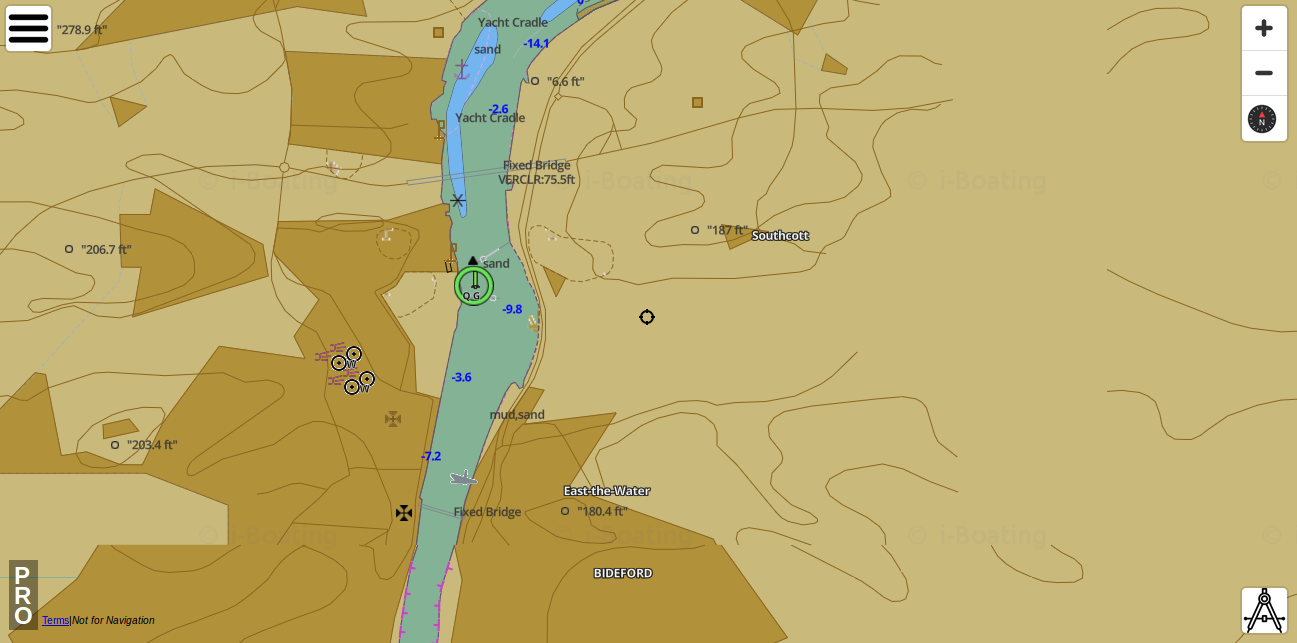 0
Yacht Cradle
"278.9 ft"
-14.1
sand
"6.6 ft"
-2.6
Yacht Cradle
Fixed Bridge
VERCLR:75.5ft
© i-Boating
i-Boating
© i-Boating
©
N
"187 ft"
Southcott
"206.7 ft"
sand
Q.G
-9.8
W
W
-3.6
mud,sand
"203.4 ft"
-7.2
East-the-Water
Fixed Bridge
"180.4 ft"
© i-Boating
© i-Boating
© i-Boating
©
BIDEFORD
PRO
Terms|Not for Navigation